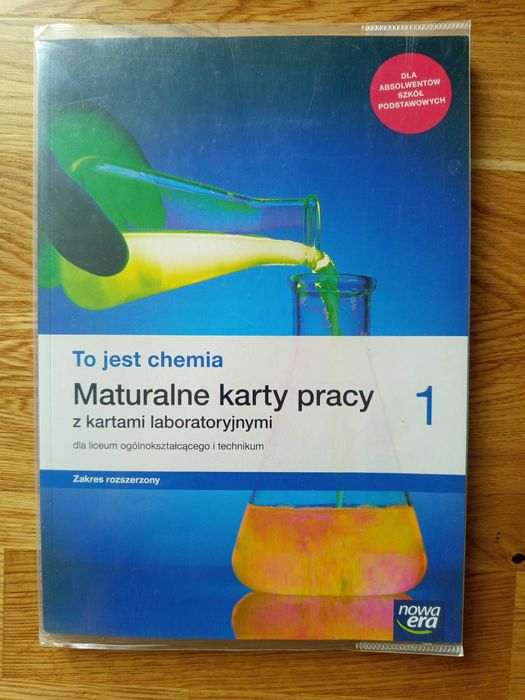 DLA
ABSOLWENTÓW
SZKÓŁ
PODSTAWOWYCH
To jest chemia
Maturalne karty pracy
z kartami laboratoryjnymi
1
dla liceum ogólnokształcącego i technikum
Zakres rozszerzony
nowa
era